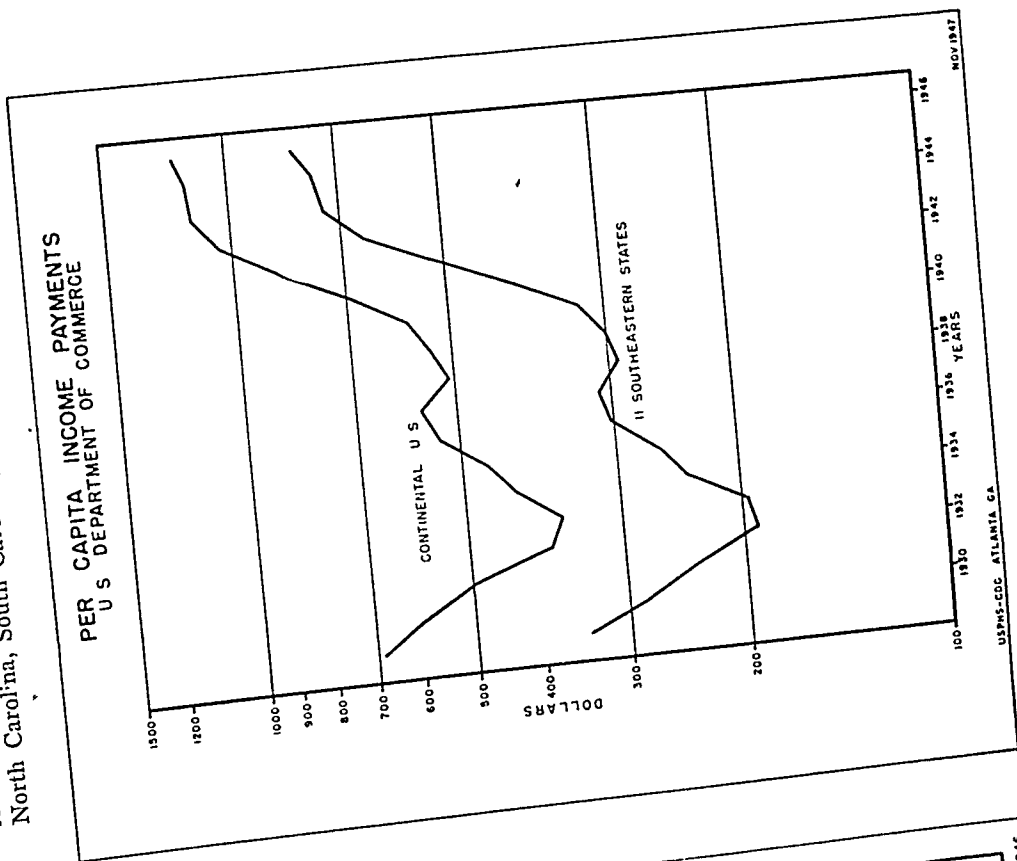 North Carolina, South
PER CAPITA INCOME PAYMENTS
U S DEPARTMENT OF COMMERCE
1500
1200
1000
900
800
700
600
500
400
300
200
100
DOLLARS
CONTINENTAL U S
11 SOUTHEASTERN STATES
1930
1932
1934
1936
1938
1940
1942
1944
1946
YEARS
USPHS-CDC ATLANTA GA
NOV 1947